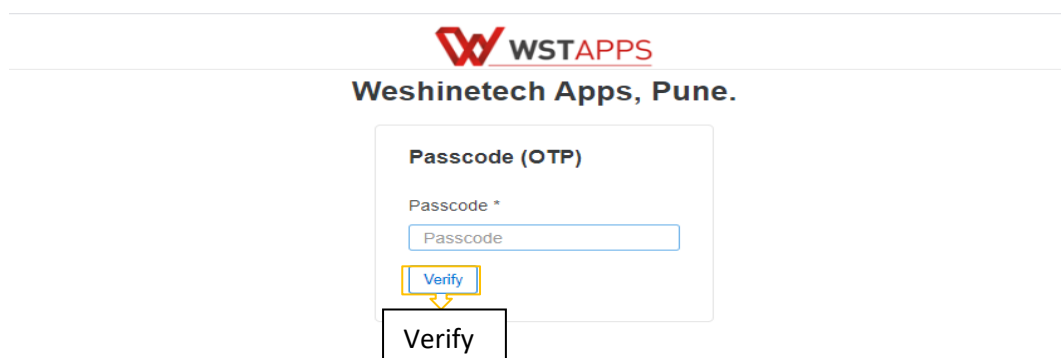 WSTAPPS
Weshinetech Apps, Pune.
Passcode (OTP)
Passcode *
Passcode
Verify
Verify